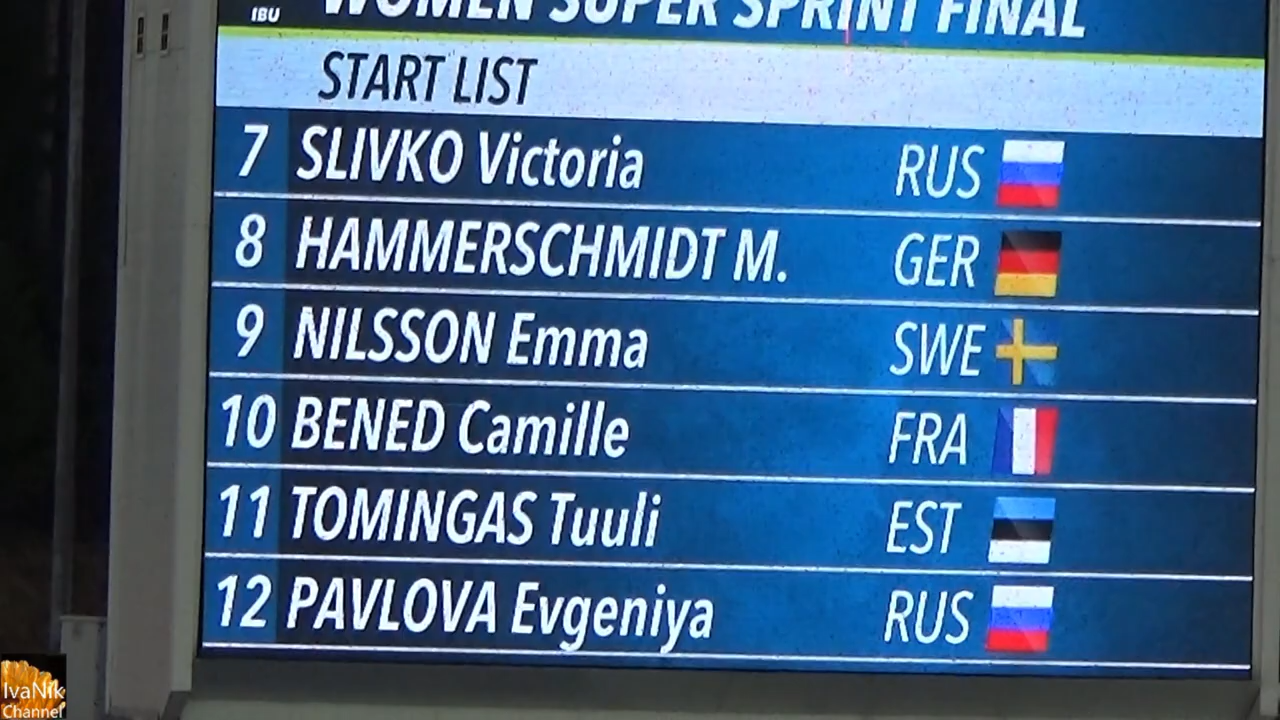 IBU WOMEN SUPER SPRINT FINAL
START LIST
7 SLIVKO Victoria RUS
8 HAMMERSCHMIDT M. GER
9 NILSSON Emma SWE
10 BENED Camille FRA
11 TOMINGAS Tuuli EST
12 PAVLOVA Evgeniya RUS
IvaNik
Channel